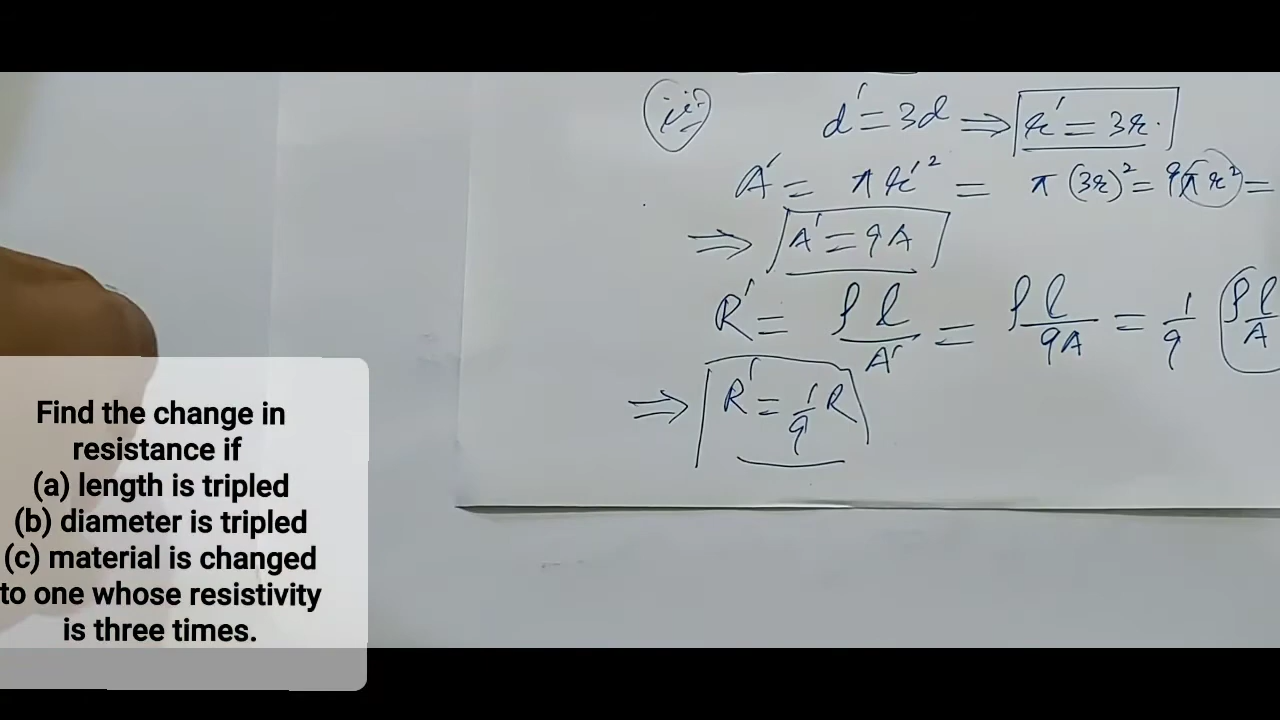 ii
d' = 3d ⇒ r' = 3r.
A' = πr'² = π(3r)² = 9πr² =
⇒ A' = 9A
R' = ρl/A' = ρl/9A = 1/9 ρl/A
⇒ R' = 1/9 R
Find the change in
resistance if
(a) length is tripled
(b) diameter is tripled
(c) material is changed
to one whose resistivity
is three times.